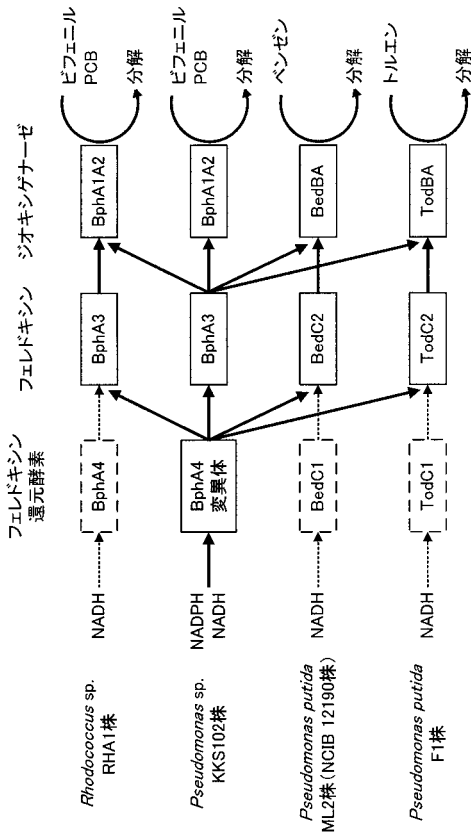 フェレドキシン
還元酵素
フェレドキシン
ジオキシゲナーゼ
Rhodococcus sp.
RHA1株
NADH
BphA4
BphA3
BphA1A2
ビフェニル
PCB
分解
Pseudomonas sp.
KKS102株
NADPH
NADH
BphA4
変異体
BphA3
BphA1A2
ビフェニル
PCB
分解
Pseudomonas putida
ML2株(NCIB 12190株)
NADH
BedC1
BedC2
BedBA
ベンゼン
分解
Pseudomonas putida
F1株
NADH
TodC1
TodC2
TodBA
トルエン
分解